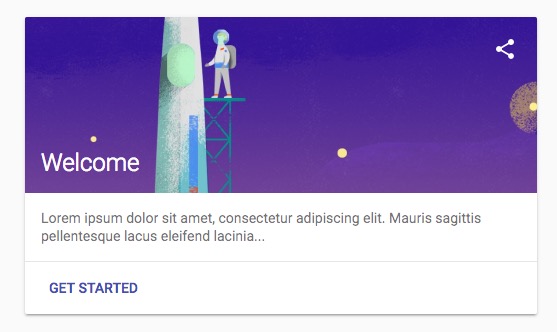 Welcome
Lorem ipsum dolor sit amet, consectetur adipiscing elit. Mauris sagittis
pellentesque lacus eleifend lacinia...
GET STARTED